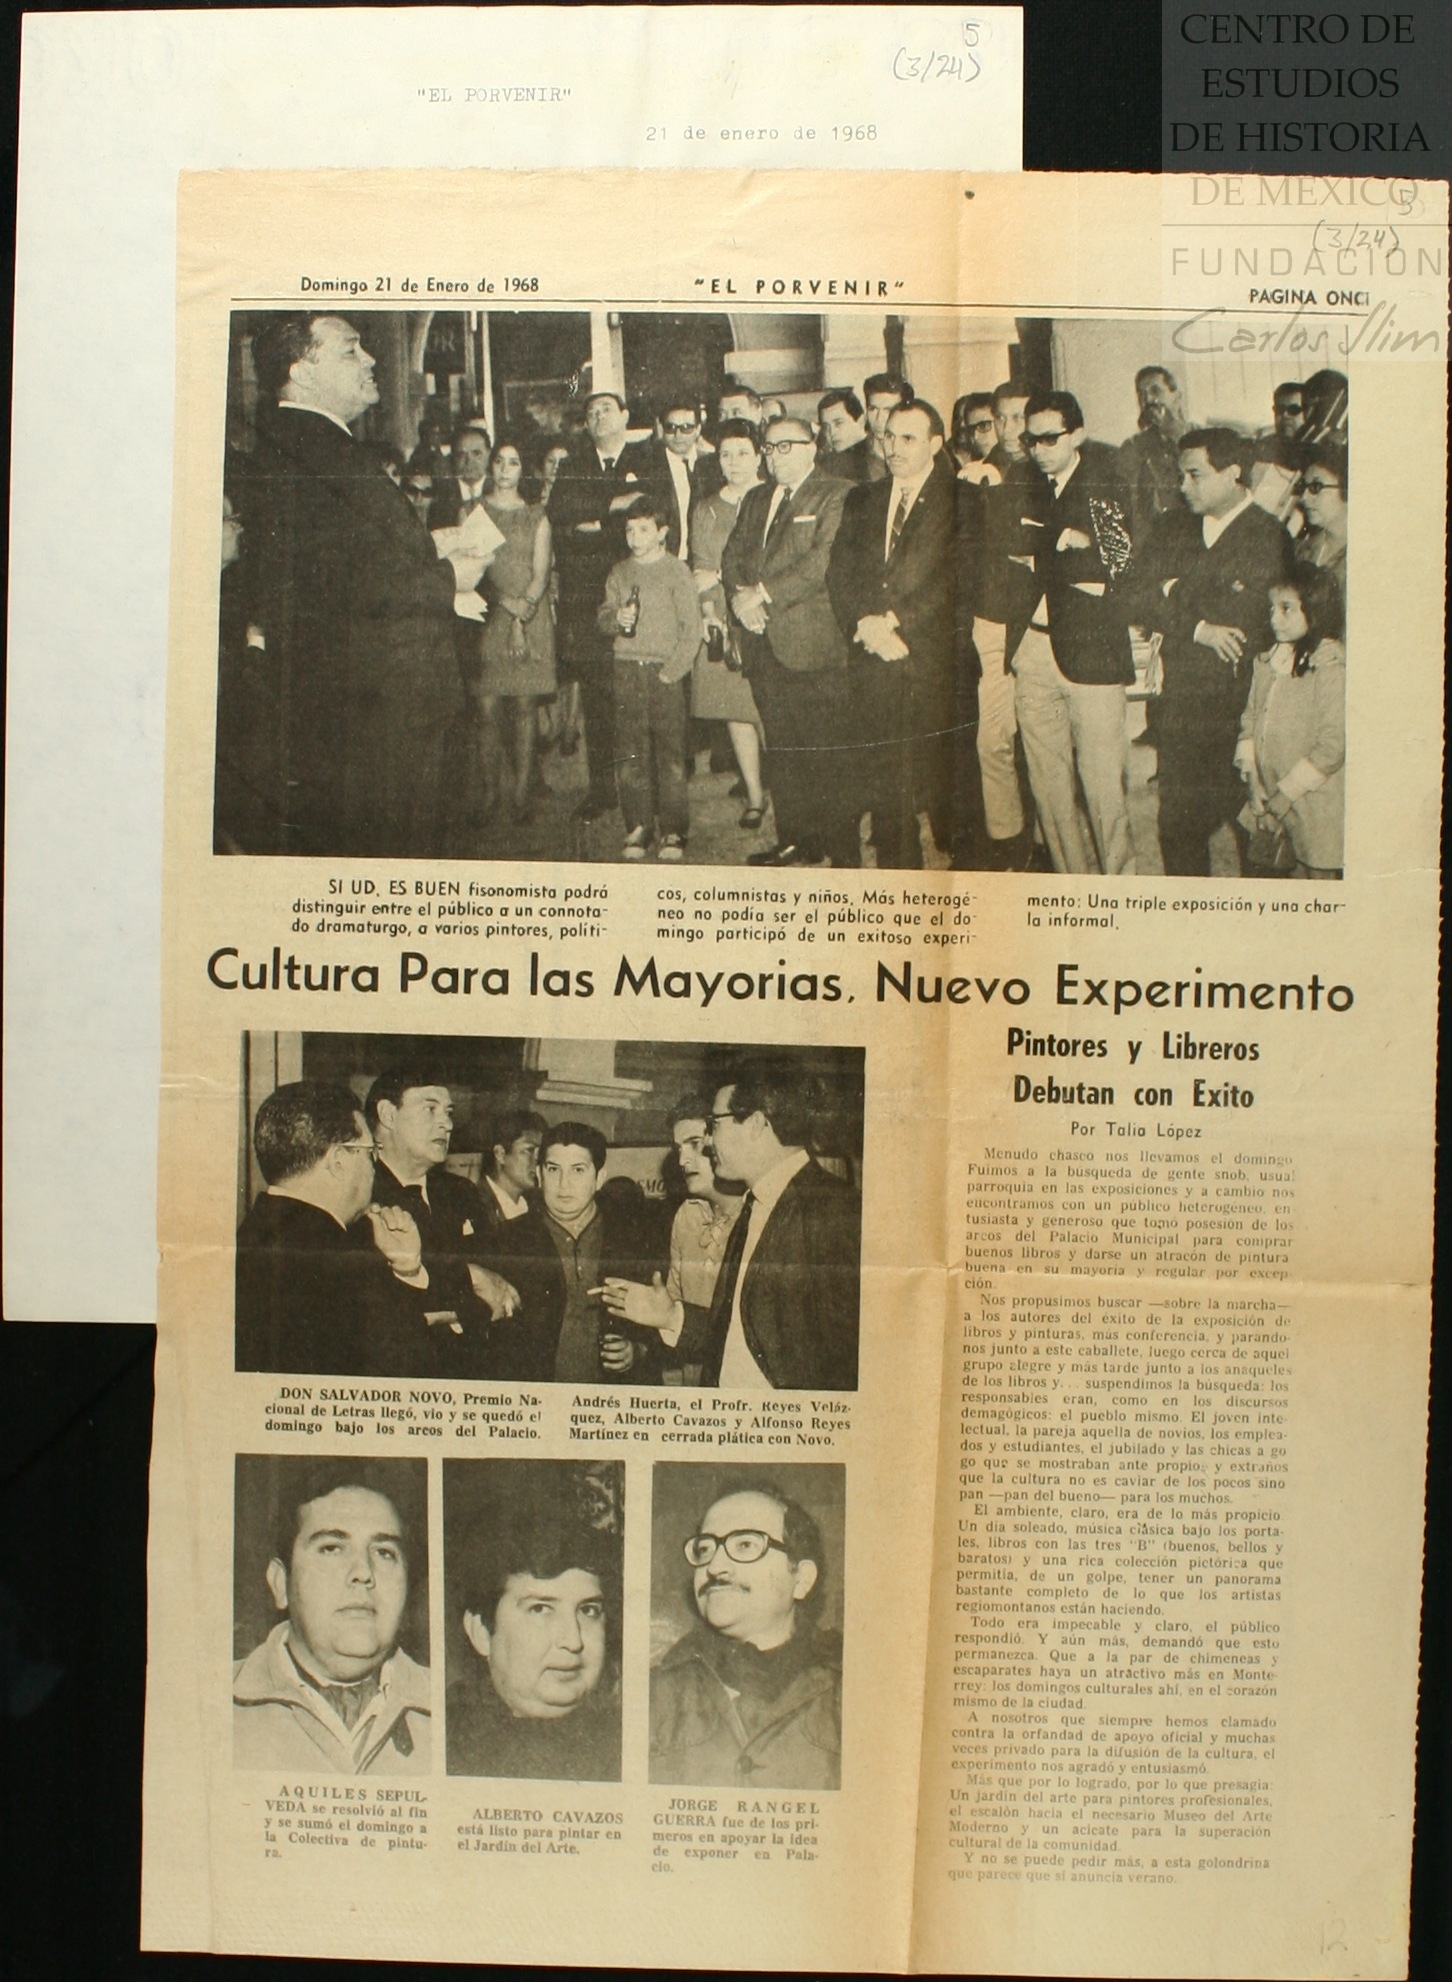 5
(3/24)
"EL PORVENIR"
21 de enero de 1968
CENTRO DE
ESTUDIOS
DE HISTORIA
DE MÉXICO
FUNDACIÓN
Carlos Slim
5
(3/24)
Domingo 21 de Enero de 1968
"EL PORVENIR"
PAGINA ONCE
SI UD. ES BUEN fisonomista podrá
distinguir entre el público a un connota-
do dramaturgo, a varios pintores, políti-
cos, columnistas y niños. Más heterogé-
neo no podía ser el público que el do-
mingo participó de un exitoso experi-
mento: Una triple exposición y una char-
la informal.
Cultura Para las Mayorias, Nuevo Experimento
DON SALVADOR NOVO, Premio Na-
cional de Letras llegó, vio y se quedó el
domingo bajo los arcos del Palacio.
Andrés Huerta, el Profr. Reyes Veláz-
quez, Alberto Cavazos y Alfonso Reyes
Martínez en cerrada plática con Novo.
AQUILES SEPUL-
VEDA se resolvió al fin
y se sumó el domingo a
la Colectiva de pintu-
ra.
ALBERTO CAVAZOS
está listo para pintar en
el Jardín del Arte.
JORGE RANGEL
GUERRA fue de los pri-
meros en apoyar la idea
de exponer en Pala-
cio.
Pintores y Libreros
Debutan con Exito
Por Talia López
Menudo chasco nos llevamos el domingo
Fuimos a la búsqueda de gente snob, usual
parroquia en las exposiciones y a cambio nos
encontramos con un público heterogéneo, en
tusiasta y generoso que tomó posesión de los
arcos del Palacio Municipal para comprar
buenos libros y darse un atracón de pintura
buena en su mayoría y regular por excep
ción.
Nos propusimos buscar —sobre la marcha—
a los autores del éxito de la exposición de
libros y pinturas, más conferencia, y parándo-
nos junto a este caballete, luego cerca de aquel
grupo alegre y más tarde junto a los anaqueles
de los libros y... suspendimos la búsqueda: los
responsables eran, como en los discursos
demagógicos: el pueblo mismo. El joven inte-
lectual, la pareja aquella de novios, los emplea-
dos y estudiantes, el jubilado y las chicas a go
go que se mostraban ante propios y extraños
que la cultura no es caviar de los pocos sino
pan —pan del bueno— para los muchos.
El ambiente, claro, era de lo más propicio.
Un día soleado, música clásica bajo los porta-
les, libros con las tres "B" (buenos, bellos y
baratos) y una rica colección pictórica que
permitía, de un golpe, tener un panorama
bastante completo de lo que los artistas
regiomontanos están haciendo.
Todo era impecable y claro, el público
respondió. Y aún más, demandó que esto
permanezca. Que a la par de chimeneas y
escaparates haya un atractivo más en Monte-
rrey: los domingos culturales ahí, en el corazón
mismo de la ciudad.
A nosotros que siempre hemos clamado
contra la orfandad de apoyo oficial y muchas
veces privado para la difusión de la cultura, el
experimento nos agradó y entusiasmó.
Más que por lo logrado, por lo que presagia:
Un jardín del arte para pintores profesionales,
el escalón hacia el necesario Museo del Arte
Moderno y un acicate para la superación
cultural de la comunidad.
Y no se puede pedir más, a esta golondrina
que parece que sí anuncia verano.
12